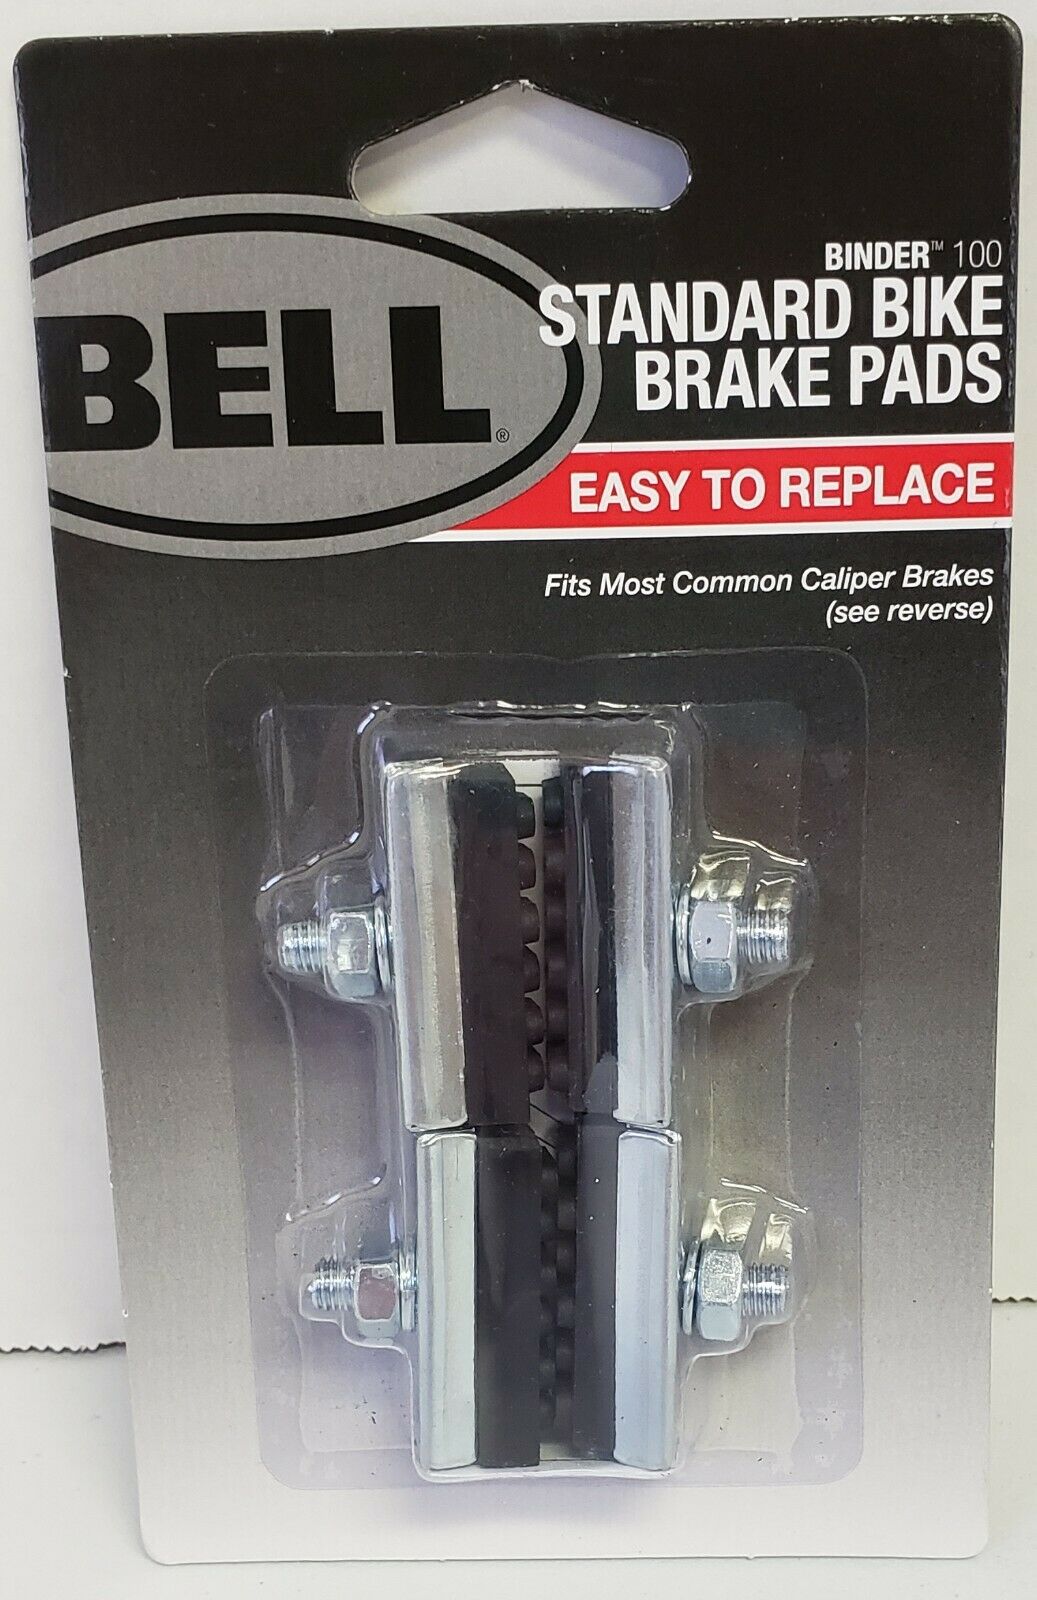 BELL®
BINDER™ 100
STANDARD BIKE
BRAKE PADS
EASY TO REPLACE
Fits Most Common Caliper Brakes
(see reverse)